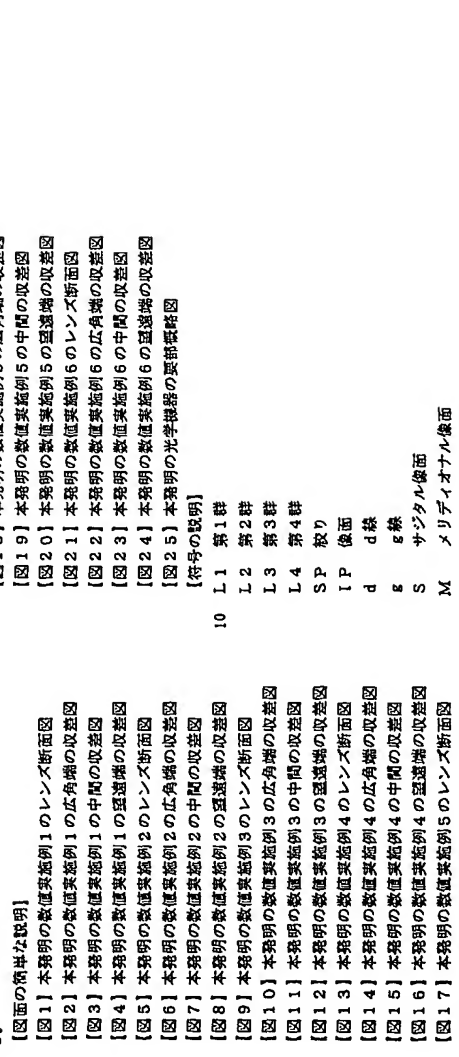 【図面の簡単な説明】
【図1】本発明の数値実施例1のレンズ断面図
【図2】本発明の数値実施例1の広角端の収差図
【図3】本発明の数値実施例1の中間の収差図
【図4】本発明の数値実施例1の望遠端の収差図
【図5】本発明の数値実施例2のレンズ断面図
【図6】本発明の数値実施例2の広角端の収差図
【図7】本発明の数値実施例2の中間の収差図
【図8】本発明の数値実施例2の望遠端の収差図
【図9】本発明の数値実施例3のレンズ断面図
【図10】本発明の数値実施例3の広角端の収差図
【図11】本発明の数値実施例3の中間の収差図
【図12】本発明の数値実施例3の望遠端の収差図
【図13】本発明の数値実施例4のレンズ断面図
【図14】本発明の数値実施例4の広角端の収差図
【図15】本発明の数値実施例4の中間の収差図
【図16】本発明の数値実施例4の望遠端の収差図
【図17】本発明の数値実施例5のレンズ断面図
【図19】本発明の数値実施例5の中間の収差図
【図20】本発明の数値実施例5の望遠端の収差図
【図21】本発明の数値実施例6のレンズ断面図
【図22】本発明の数値実施例6の広角端の収差図
【図23】本発明の数値実施例6の中間の収差図
【図24】本発明の数値実施例6の望遠端の収差図
【図25】本発明の光学機器の要部概略図
【符号の説明】
10 L1 第1群
L2 第2群
L3 第3群
L4 第4群
SP 絞り
IP 像面
d d線
g g線
S サジタル像面
M メリディオナル像面